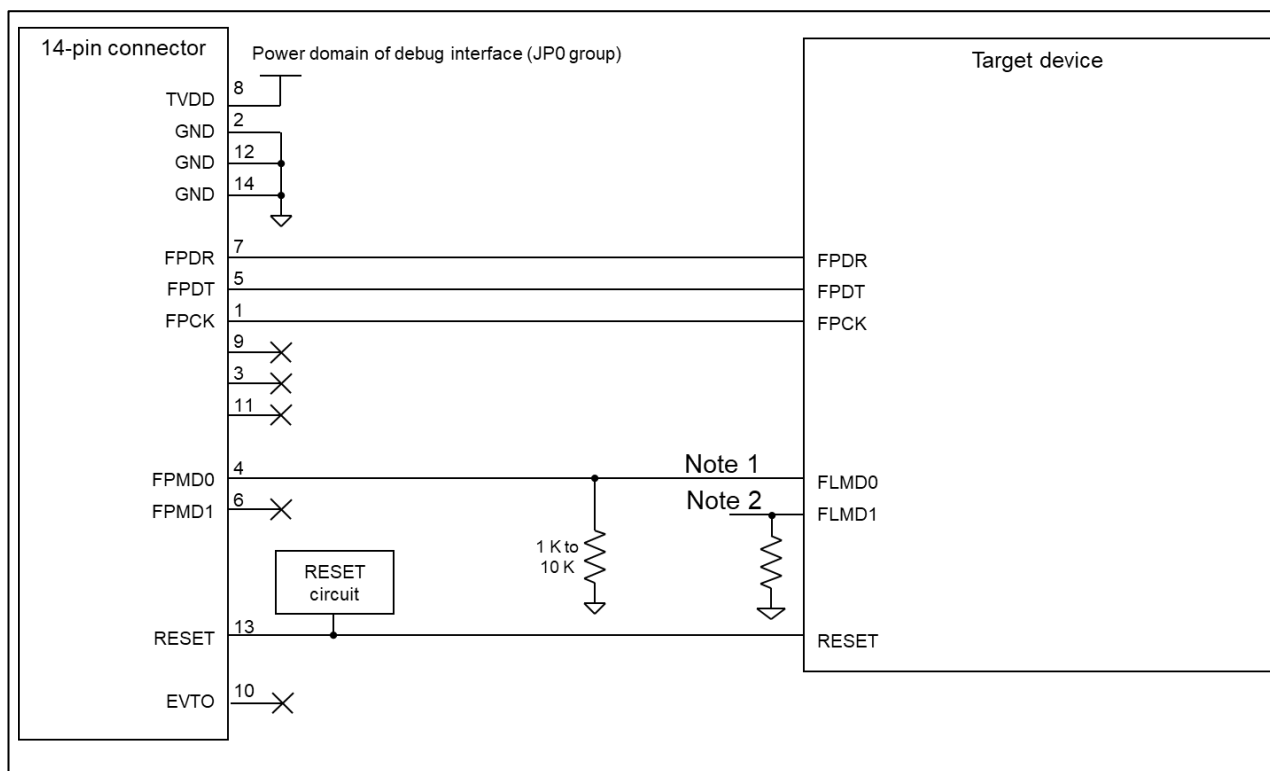 14-pin connector
Power domain of debug interface (JP0 group)
Target device
TVDD 8
GND 2
GND 12
GND 14
FPDR 7 FPDR
FPDT 5 FPDT
FPCK 1 FPCK
9
3
11
FPMD0 4 Note 1 FLMD0
FPMD1 6 Note 2 FLMD1
1 K to
10 K
RESET
circuit
RESET 13 RESET
EVTO 10